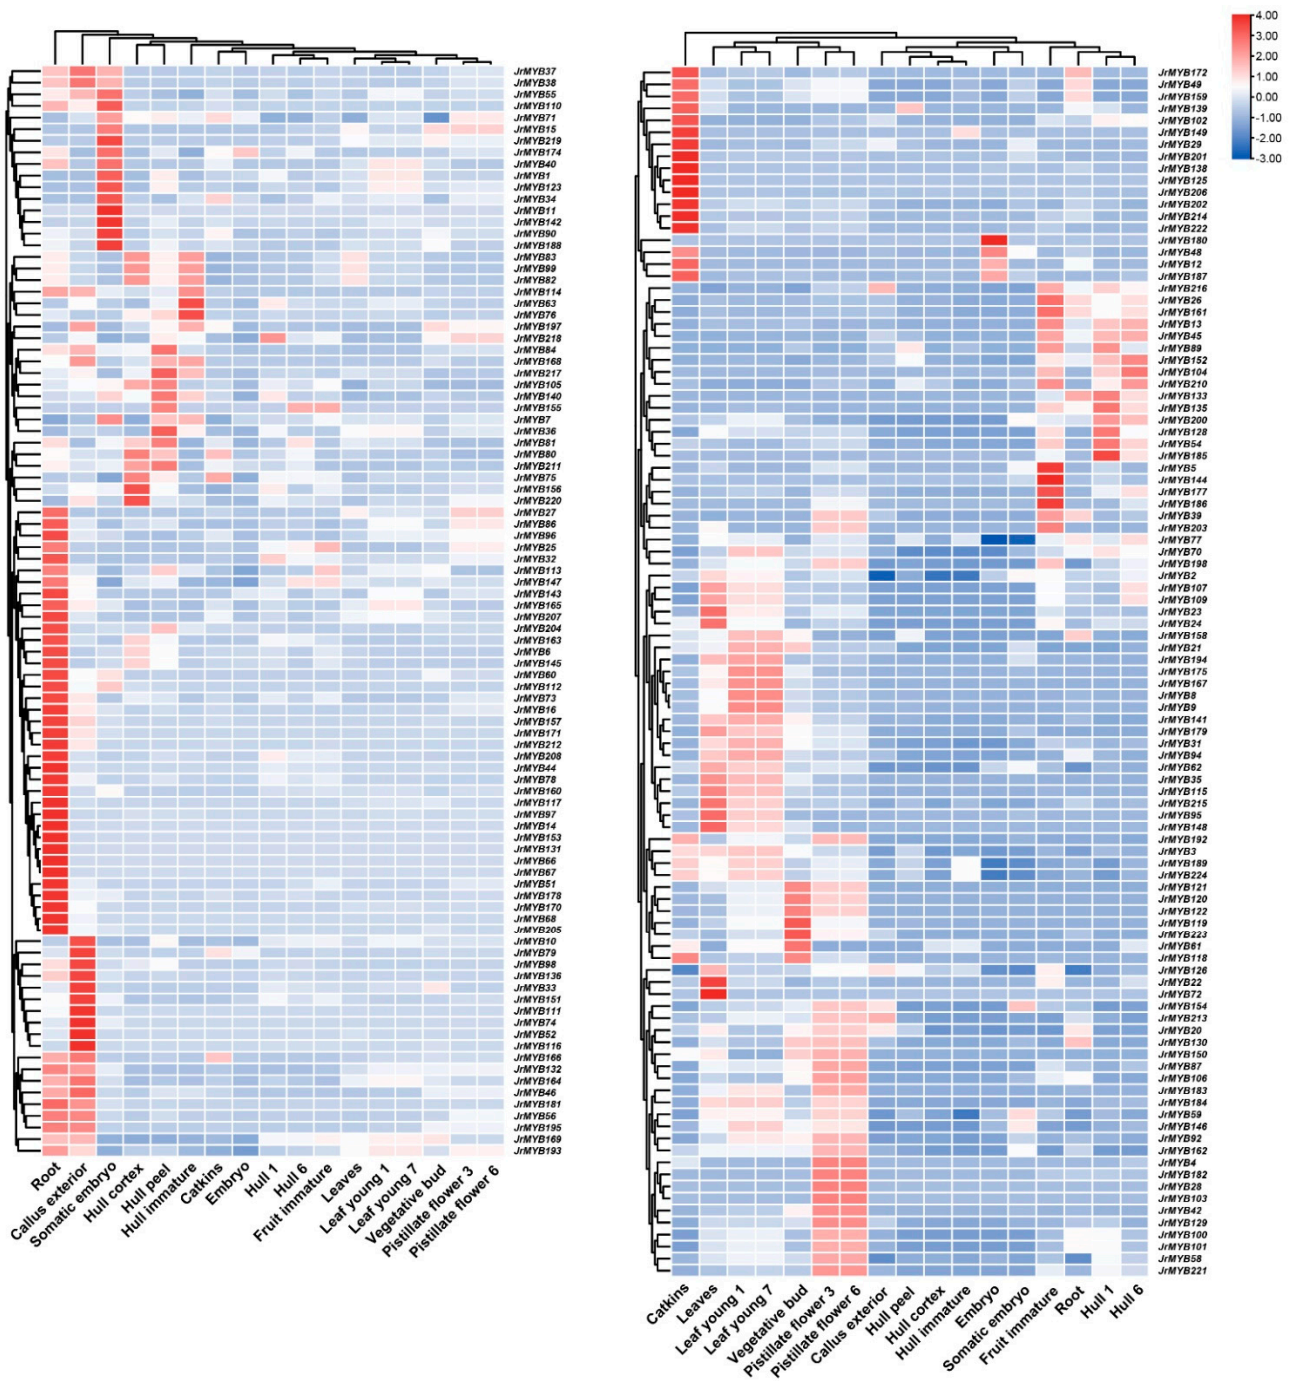 JrMYB37
JrMYB38
JrMYB55
JrMYB110
JrMYB71
JrMYB15
JrMYB219
JrMYB174
JrMYB40
JrMYB1
JrMYB123
JrMYB34
JrMYB11
JrMYB142
JrMYB90
JrMYB188
JrMYB83
JrMYB99
JrMYB82
JrMYB114
JrMYB63
JrMYB76
JrMYB197
JrMYB218
JrMYB84
JrMYB168
JrMYB217
JrMYB105
JrMYB140
JrMYB155
JrMYB7
JrMYB36
JrMYB81
JrMYB80
JrMYB211
JrMYB75
JrMYB156
JrMYB220
JrMYB27
JrMYB86
JrMYB96
JrMYB25
JrMYB32
JrMYB113
JrMYB147
JrMYB143
JrMYB165
JrMYB207
JrMYB204
JrMYB163
JrMYB6
JrMYB145
JrMYB60
JrMYB112
JrMYB73
JrMYB16
JrMYB157
JrMYB171
JrMYB212
JrMYB208
JrMYB44
JrMYB78
JrMYB160
JrMYB117
JrMYB97
JrMYB14
JrMYB153
JrMYB131
JrMYB66
JrMYB67
JrMYB51
JrMYB178
JrMYB170
JrMYB68
JrMYB205
JrMYB10
JrMYB79
JrMYB98
JrMYB136
JrMYB33
JrMYB151
JrMYB111
JrMYB74
JrMYB52
JrMYB116
JrMYB166
JrMYB132
JrMYB164
JrMYB46
JrMYB181
JrMYB56
JrMYB195
JrMYB169
JrMYB193
Root
Callus exterior
Somatic embryo
Hull cortex
Hull peel
Hull immature
Catkins
Embryo
Hull 1
Hull 6
Fruit immature
Leaves
Leaf young 1
Leaf young 7
Vegetative bud
Pistillate flower 3
Pistillate flower 6
JrMYB172
JrMYB49
JrMYB159
JrMYB139
JrMYB102
JrMYB149
JrMYB29
JrMYB201
JrMYB138
JrMYB125
JrMYB206
JrMYB202
JrMYB214
JrMYB222
JrMYB180
JrMYB48
JrMYB12
JrMYB187
JrMYB216
JrMYB26
JrMYB161
JrMYB13
JrMYB45
JrMYB89
JrMYB152
JrMYB104
JrMYB210
JrMYB133
JrMYB135
JrMYB200
JrMYB128
JrMYB54
JrMYB185
JrMYB5
JrMYB144
JrMYB177
JrMYB186
JrMYB39
JrMYB203
JrMYB77
JrMYB70
JrMYB198
JrMYB2
JrMYB107
JrMYB109
JrMYB23
JrMYB24
JrMYB158
JrMYB21
JrMYB194
JrMYB175
JrMYB167
JrMYB8
JrMYB9
JrMYB141
JrMYB179
JrMYB31
JrMYB94
JrMYB62
JrMYB35
JrMYB115
JrMYB215
JrMYB95
JrMYB148
JrMYB192
JrMYB3
JrMYB189
JrMYB224
JrMYB121
JrMYB120
JrMYB122
JrMYB119
JrMYB223
JrMYB61
JrMYB118
JrMYB126
JrMYB22
JrMYB72
JrMYB154
JrMYB213
JrMYB20
JrMYB130
JrMYB150
JrMYB87
JrMYB106
JrMYB183
JrMYB184
JrMYB59
JrMYB146
JrMYB92
JrMYB162
JrMYB4
JrMYB182
JrMYB28
JrMYB103
JrMYB42
JrMYB129
JrMYB100
JrMYB101
JrMYB58
JrMYB221
Catkins
Leaves
Leaf young 1
Leaf young 7
Vegetative bud
Pistillate flower 3
Pistillate flower 6
Callus exterior
Hull peel
Hull cortex
Hull immature
Embryo
Somatic embryo
Fruit immature
Root
Hull 1
Hull 6
4.00
3.00
2.00
1.00
0.00
-1.00
-2.00
-3.00